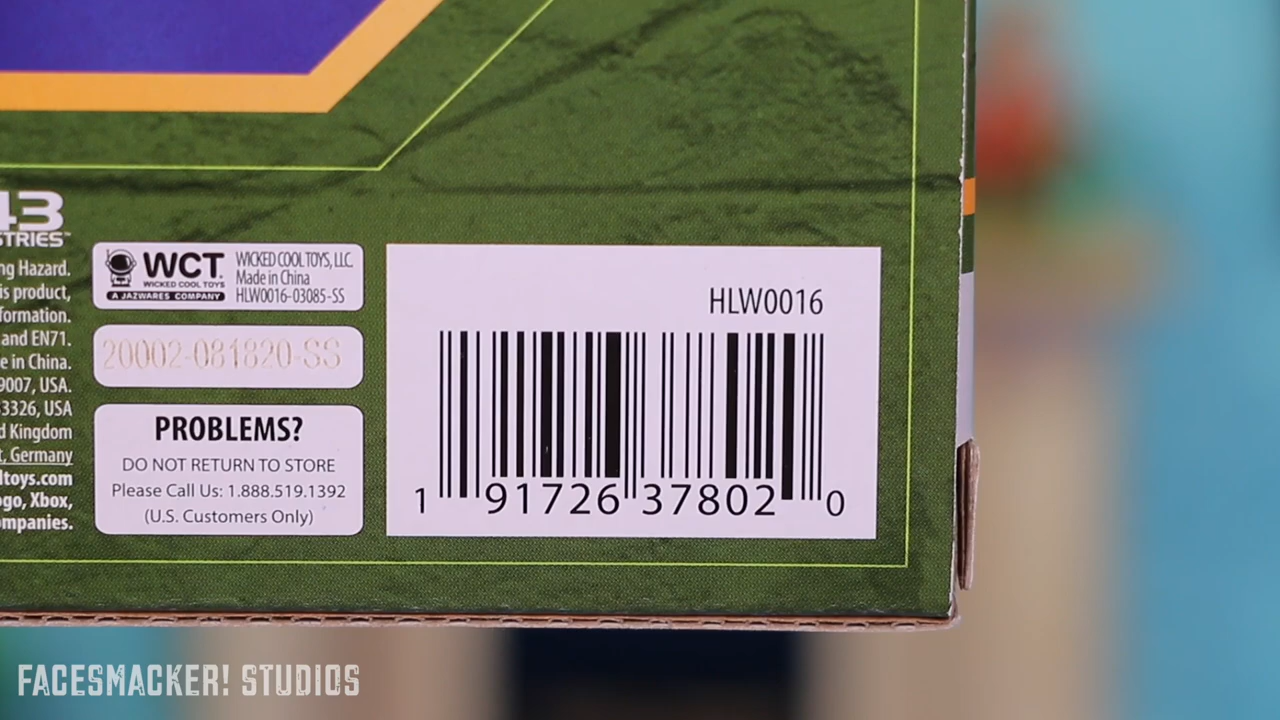 43
STRIES™
ng Hazard.
is product,
formation.
and EN71.
e in China.
9007, USA.
3326, USA
d Kingdom
t, Germany
ltoys.com
ogo, Xbox,
mpanies.
WCT
WICKED COOL TOYS
A JAZWARES COMPANY
WICKED COOL TOYS, LLC.
Made in China
HLW0016-03085-SS
20002-081820-SS
PROBLEMS?
DO NOT RETURN TO STORE
Please Call Us: 1.888.519.1392
(U.S. Customers Only)
HLW0016
1 91726 37802 0
FACESMACKER! STUDIOS